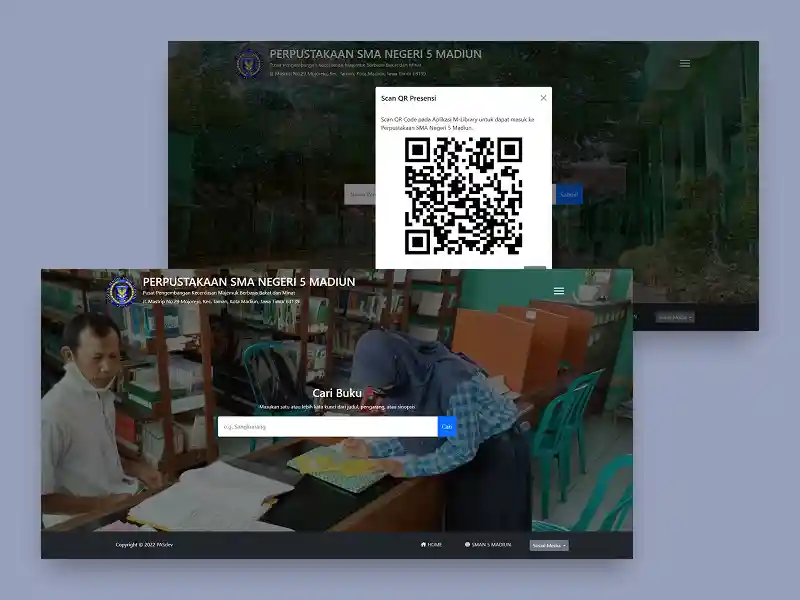 PERPUSTAKAAN SMA NEGERI 5 MADIUN
Pusat Pengembangan Kecerdasan Majemuk Berbasis Bakat dan Minat
Jl. Mastrip No.29 Mojorejo, Kec. Taman, Kota Madiun, Jawa Timur 63139
Scan QR Presensi
Scan QR Code pada Aplikasi M-Library untuk dapat masuk ke
Perpustakaan SMA Negeri 5 Madiun.
Submit
Sosial Media
PERPUSTAKAAN SMA NEGERI 5 MADIUN
Pusat Pengembangan Kecerdasan Majemuk Berbasis Bakat dan Minat
Jl. Mastrip No.29 Mojorejo, Kec. Taman, Kota Madiun, Jawa Timur 63139
Cari Buku
Masukan satu atau lebih kata kunci dari judul, pengarang, atau sinopsis
e.g. Sangkuriang
Cari
Copyright © 2022 PASdev
HOME
SMAN 5 MADIUN
Sosial Media